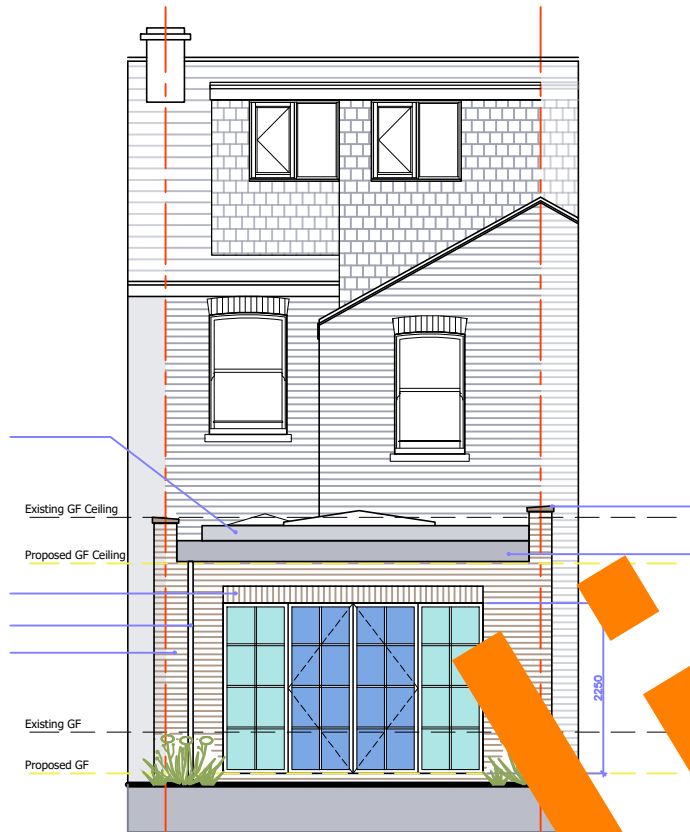 Existing GF Ceiling
Proposed GF Ceiling
2250
Existing GF
Proposed GF